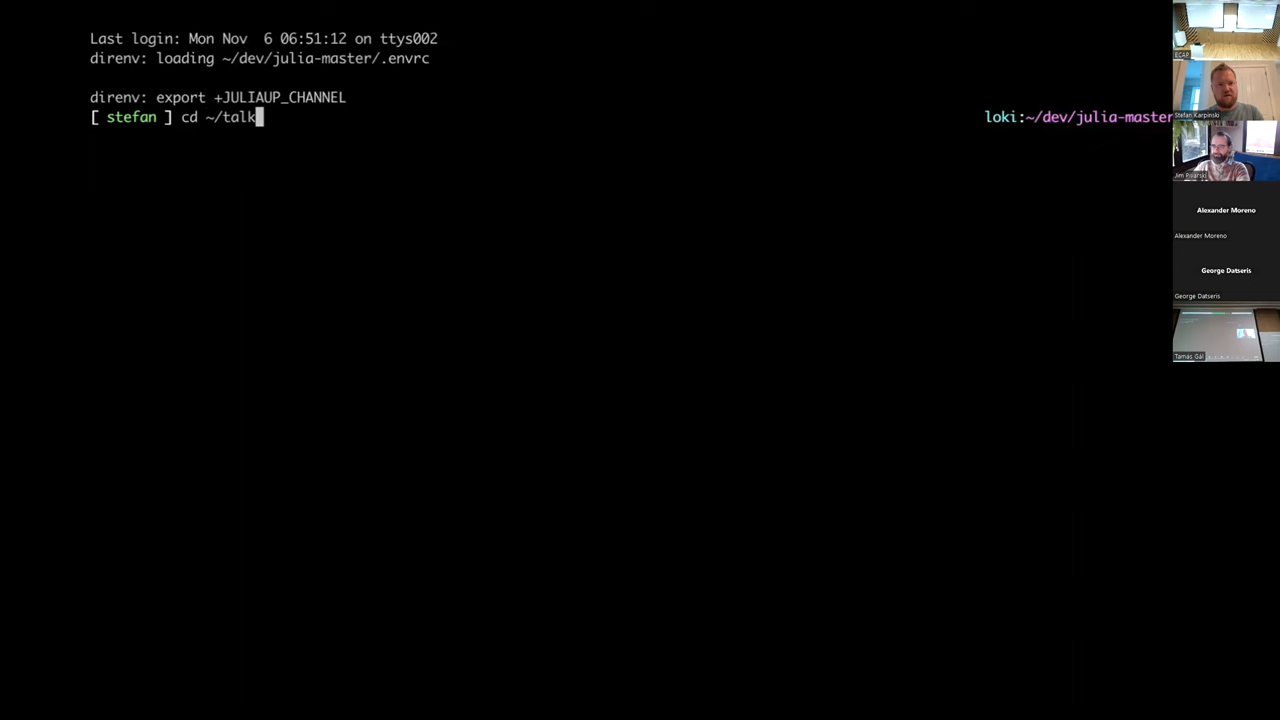 Last login: Mon Nov  6 06:51:12 on ttys002
direnv: loading ~/dev/julia-master/.envrc
direnv: export +JULIAUP_CHANNEL
[ stefan ] cd ~/talk
loki:~/dev/julia-master
ECAP
Stefan Karpinski
Jim Pivarski
Alexander Moreno
Alexander Moreno
George Datseris
George Datseris
Tamás Gál